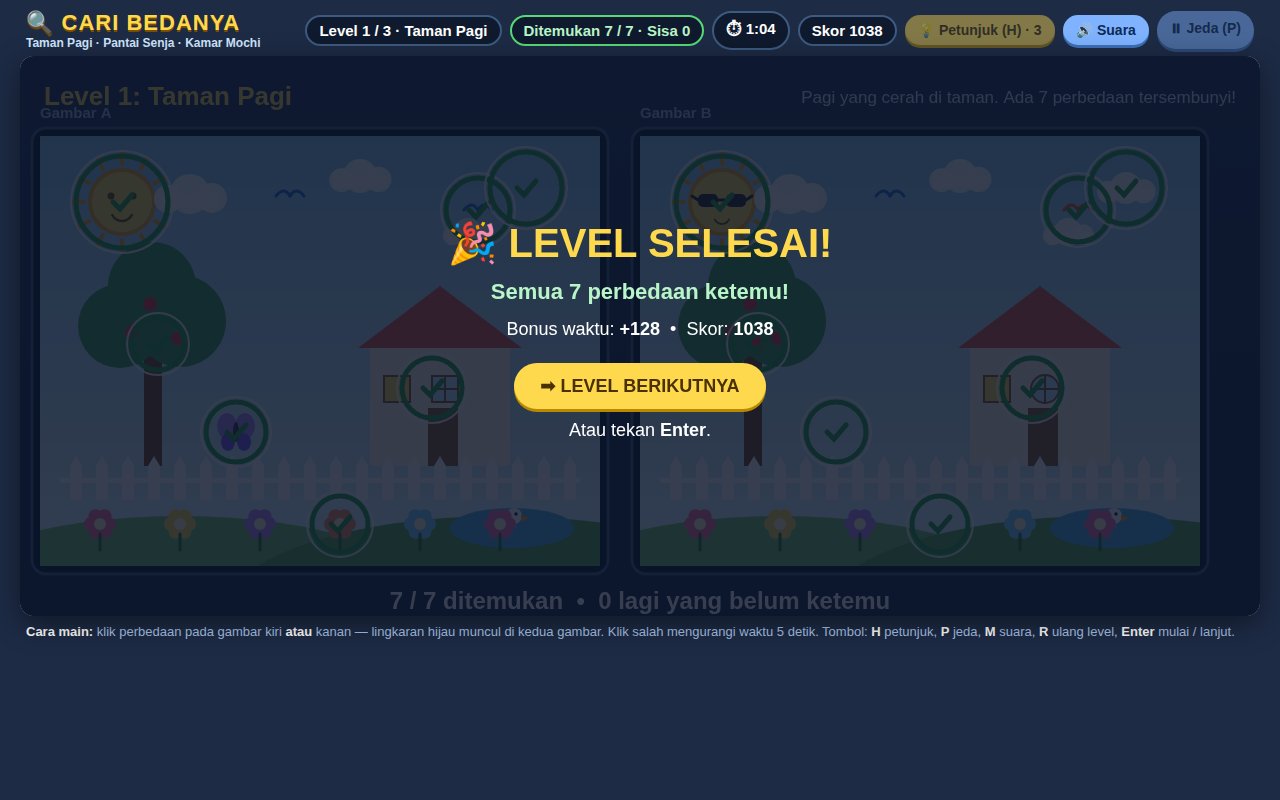 🔍 CARI BEDANYA
Taman Pagi · Pantai Senja · Kamar Mochi
Level 1 / 3 · Taman Pagi
Ditemukan 7 / 7 · Sisa 0
⏱ 1:04
Skor 1038
💡 Petunjuk (H) · 3
🔊 Suara
⏸ Jeda (P)
Level 1: Taman Pagi
Pagi yang cerah di taman. Ada 7 perbedaan tersembunyi!
Gambar A
Gambar B
🎉 LEVEL SELESAI!
Semua 7 perbedaan ketemu!
Bonus waktu: +128 • Skor: 1038
➡ LEVEL BERIKUTNYA
Atau tekan Enter.
7 / 7 ditemukan • 0 lagi yang belum ketemu
Cara main: klik perbedaan pada gambar kiri atau kanan — lingkaran hijau muncul di kedua gambar. Klik salah mengurangi waktu 5 detik. Tombol: H petunjuk, P jeda, M suara, R ulang level, Enter mulai / lanjut.